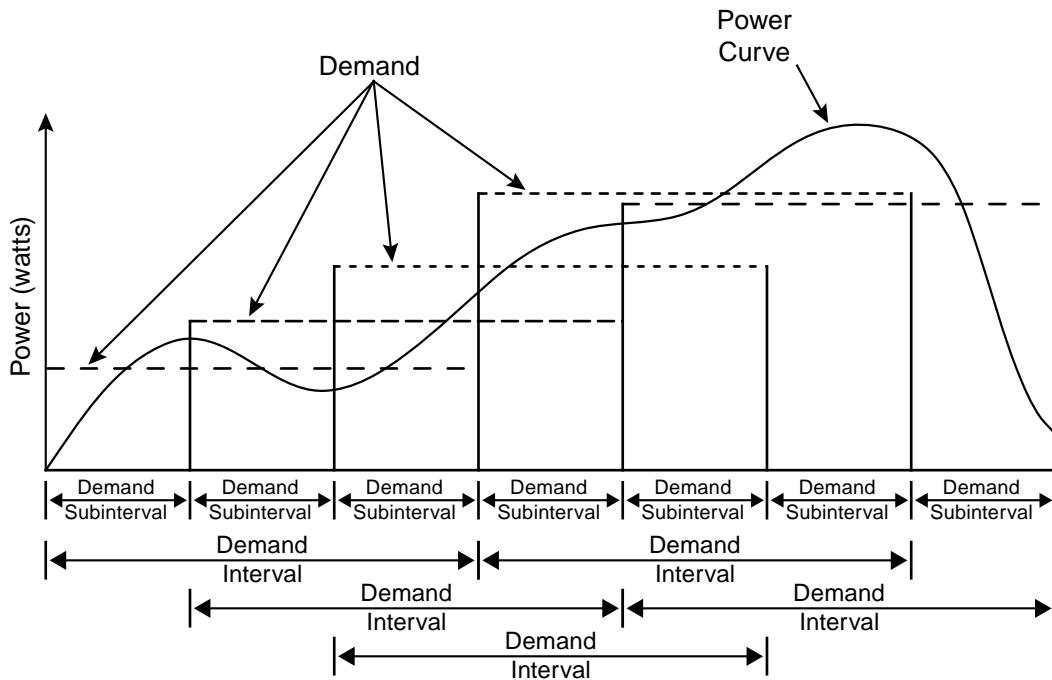 Power
Curve
Demand
Power (watts)
Demand
Subinterval
Demand
Subinterval
Demand
Subinterval
Demand
Subinterval
Demand
Subinterval
Demand
Subinterval
Demand
Subinterval
Demand
Interval
Demand
Interval
Demand
Interval
Demand
Interval
Demand
Interval